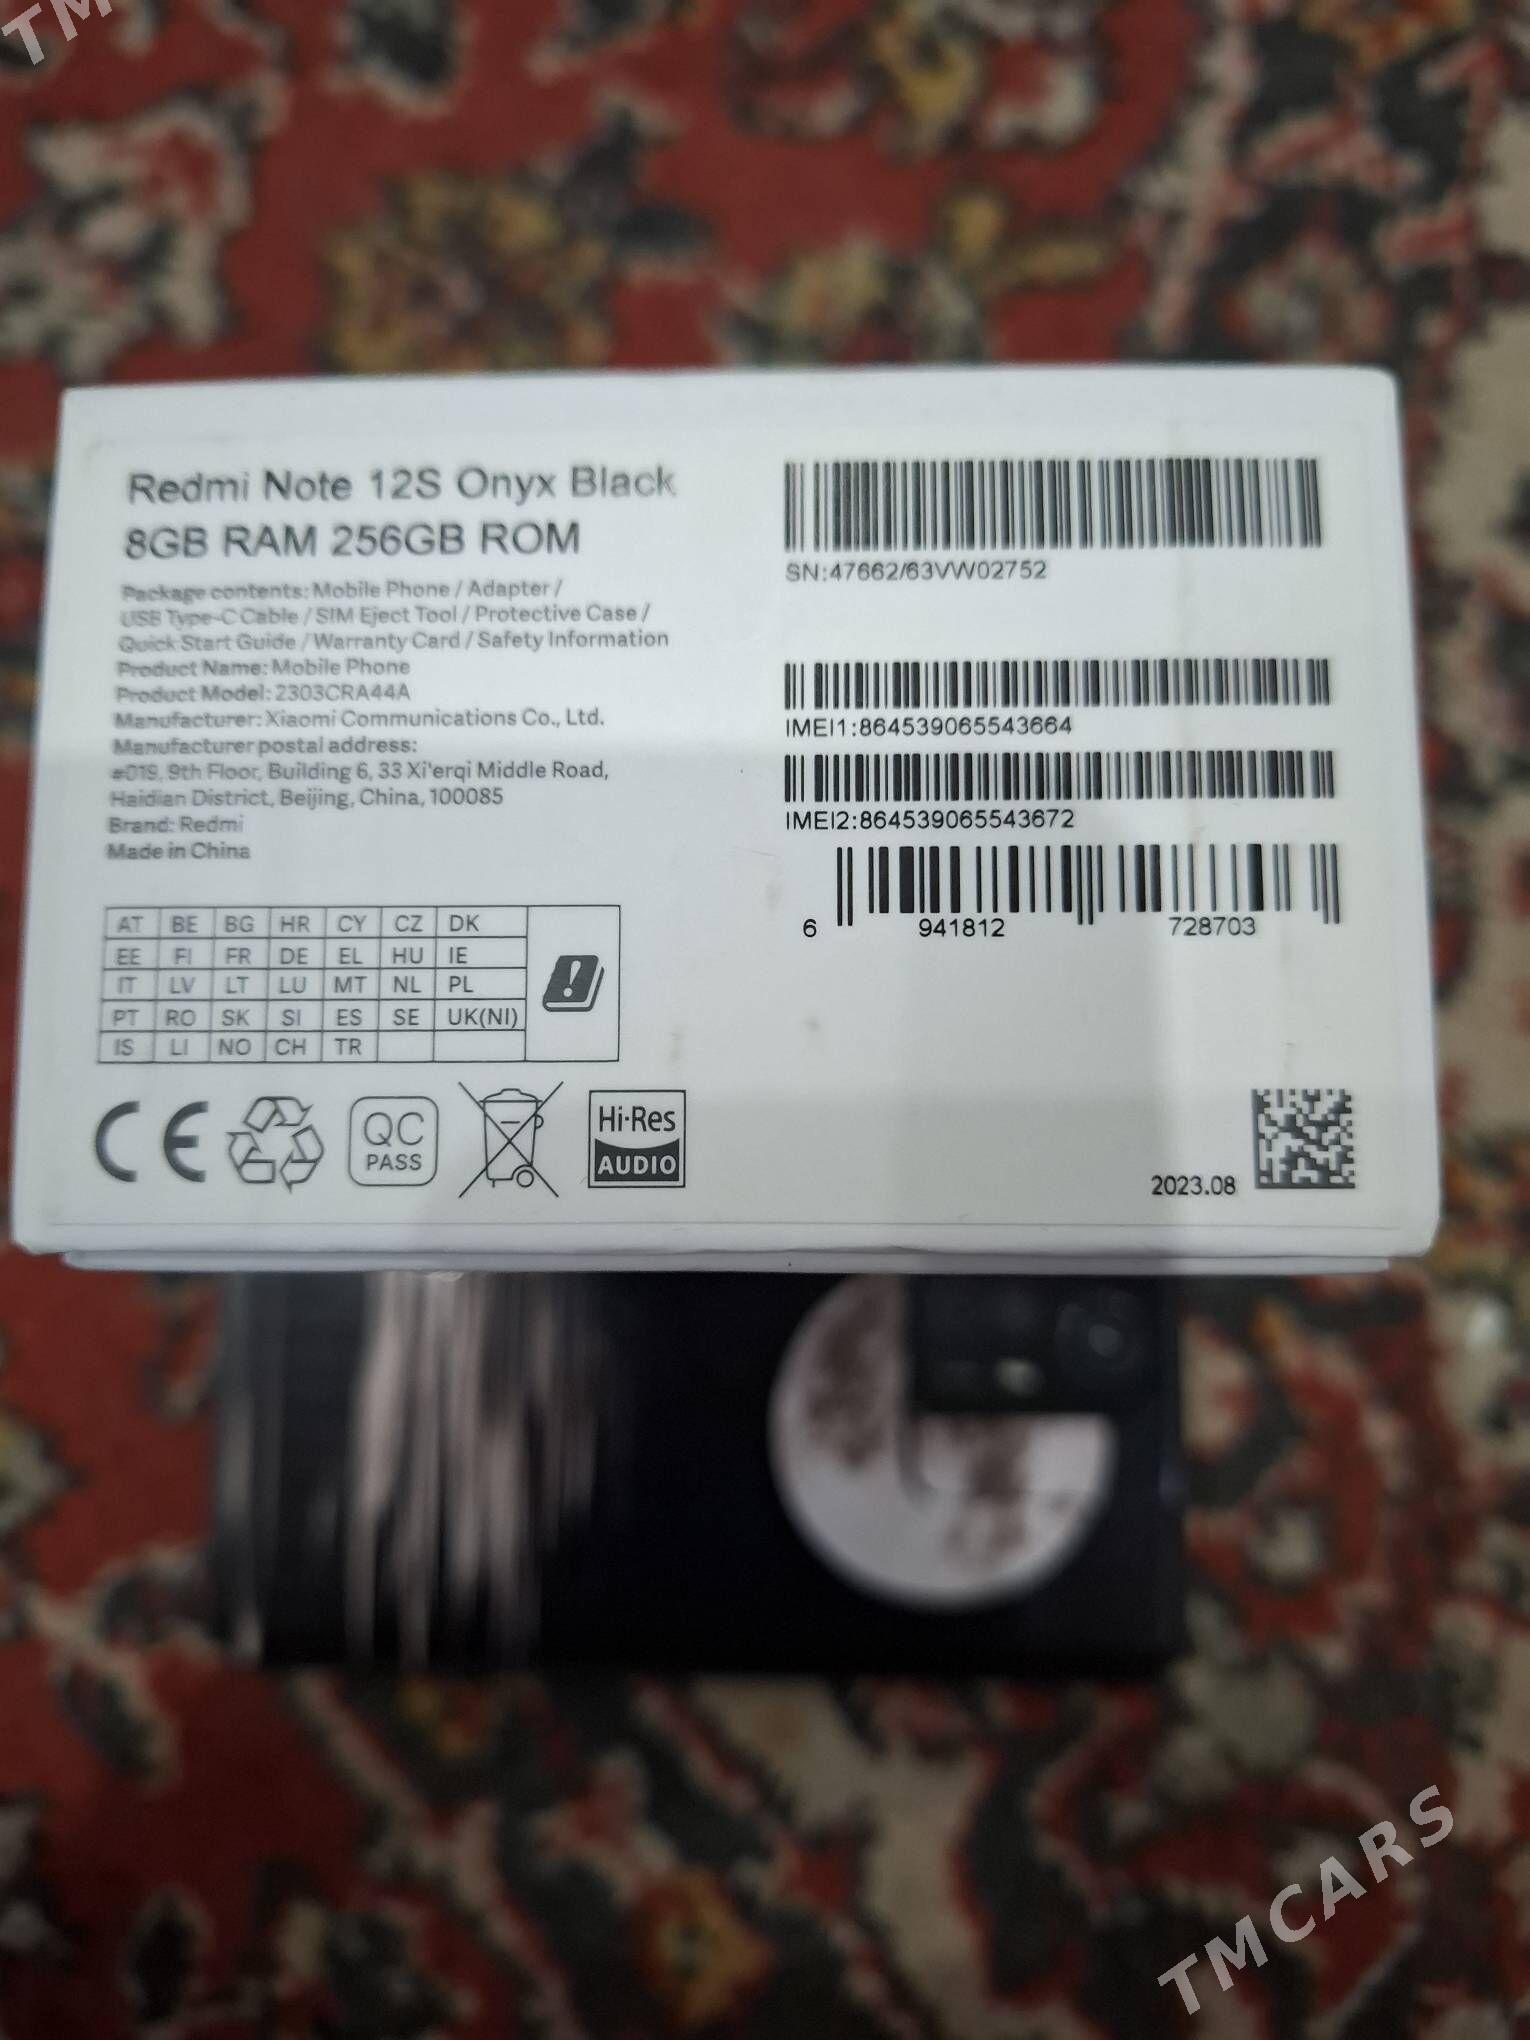 TM
Redmi Note 12S Onyx Black
8GB RAM 256GB ROM
Package contents: Mobile Phone / Adapter /
USB Type-C Cable / SIM Eject Tool / Protective Case /
Quick Start Guide / Warranty Card / Safety Information
Product Name: Mobile Phone
Product Model: 2303CRA44A
Manufacturer: Xiaomi Communications Co., Ltd.
Manufacturer postal address:
#019, 9th Floor, Building 6, 33 Xi'erqi Middle Road,
Haidian District, Beijing, China, 100085
Brand: Redmi
Made in China
AT BE BG HR CY CZ DK
EE FI FR DE EL HU IE
IT LV LT LU MT NL PL
PT RO SK SI ES SE UK(NI)
IS LI NO CH TR
CE
QC
PASS
Hi-Res
AUDIO
SN:47662/63VW02752
IMEI1:864539065543664
IMEI2:864539065543672
6 941812 728703
2023.08
TMCARS